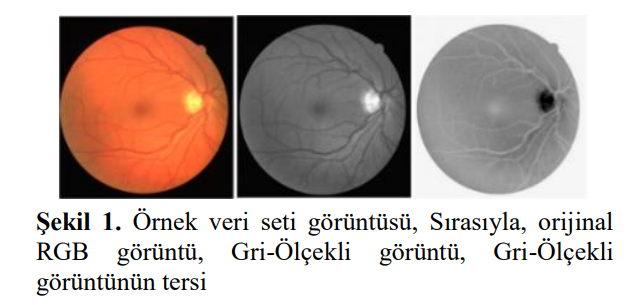 Şekil 1. Örnek veri seti görüntüsü, Sırasıyla, orijinal
RGB görüntü, Gri-Ölçekli görüntü, Gri-Ölçekli
görüntünün tersi